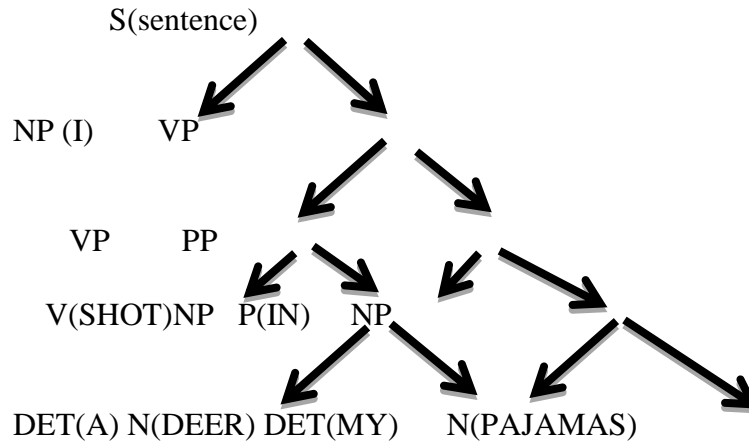 S(sentence)
NP (I) VP
VP PP
V(SHOT)NP P(IN) NP
DET(A) N(DEER) DET(MY) N(PAJAMAS)